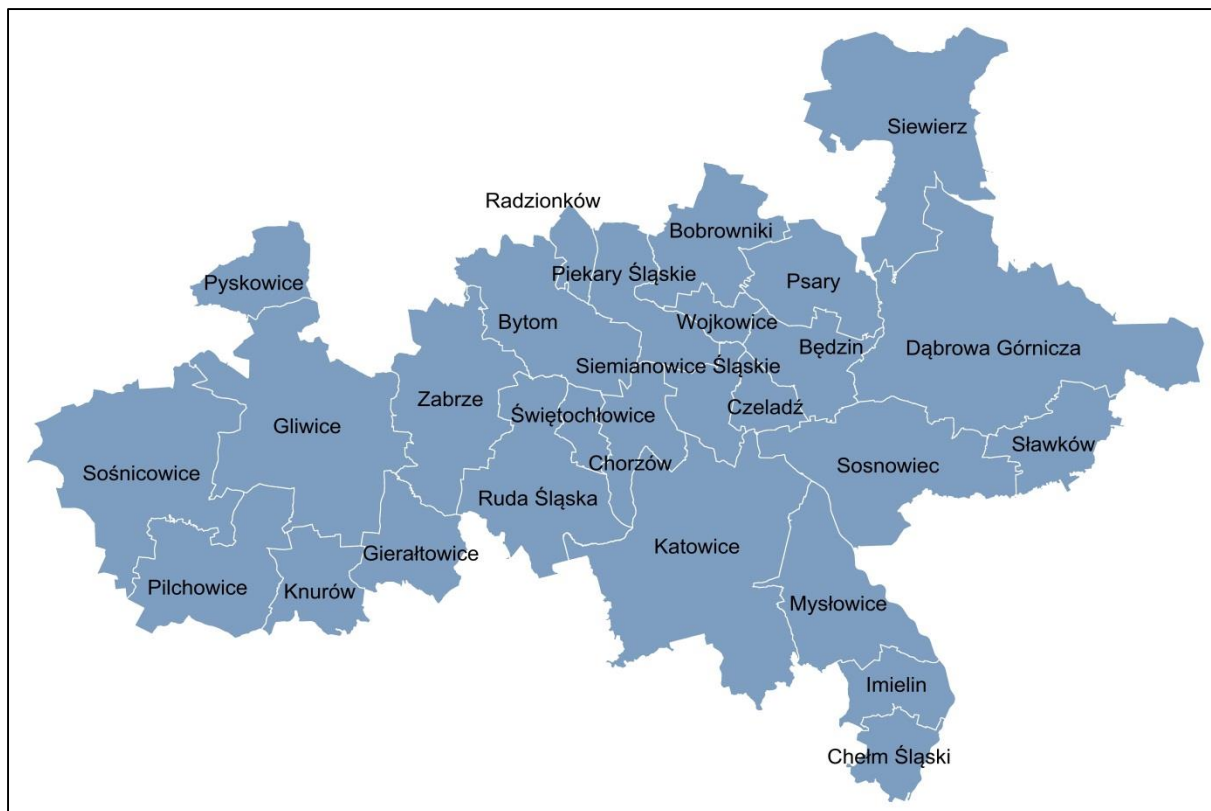 Siewierz
Radzionków
Bobrowniki
Piekary Śląskie
Pyskowice
Psary
Bytom
Wojkowice
Będzin
Dąbrowa Górnicza
Siemianowice Śląskie
Zabrze
Świętochłowice
Czeladź
Gliwice
Sławków
Sośnicowice
Chorzów
Sosnowiec
Ruda Śląska
Katowice
Gierałtowice
Pilchowice
Knurów
Mysłowice
Imielin
Chełm Śląski